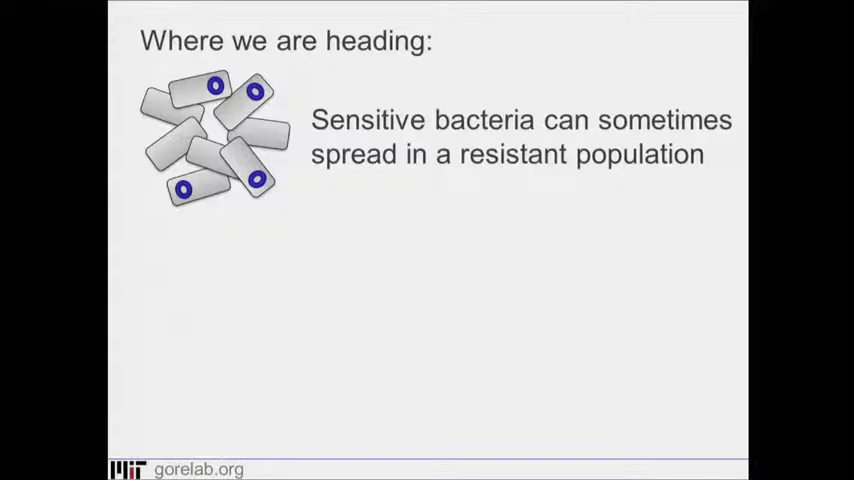 Where we are heading:
Sensitive bacteria can sometimes
spread in a resistant population
MIT gorelab.org